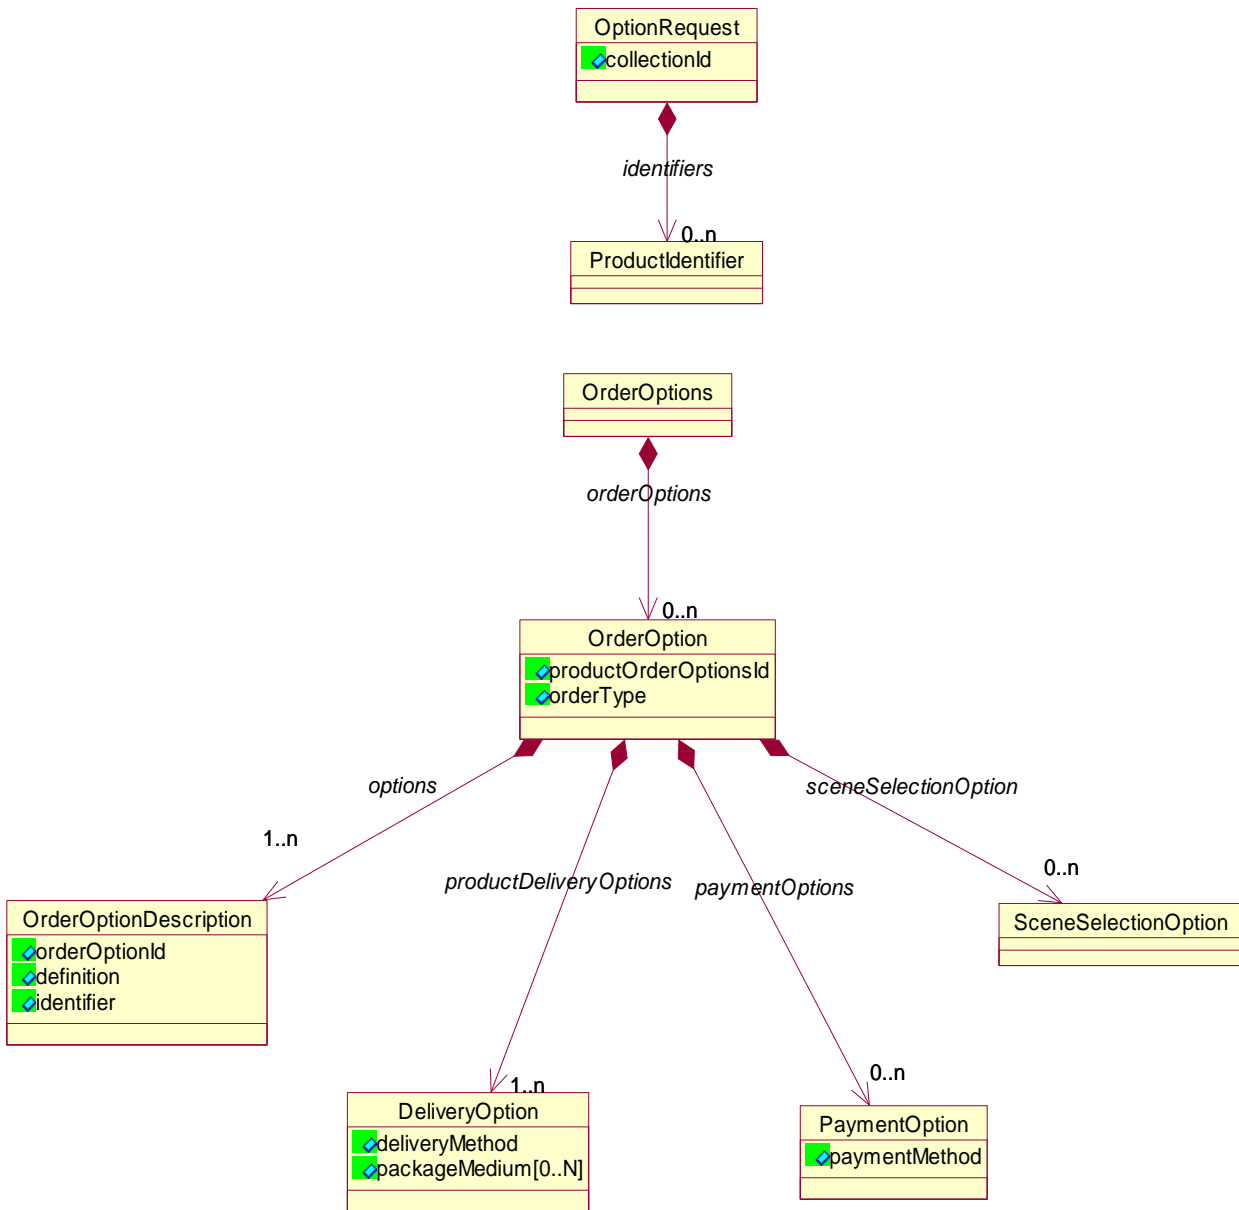 OptionRequest
collectionId
identifiers
0..n
ProductIdentifier
OrderOptions
orderOptions
0..n
OrderOption
productOrderOptionsId
orderType
options
sceneSelectionOption
1..n
productDeliveryOptions
paymentOptions
0..n
OrderOptionDescription
orderOptionId
definition
identifier
SceneSelectionOption
1..n
DeliveryOption
deliveryMethod
packageMedium[0..N]
0..n
PaymentOption
paymentMethod